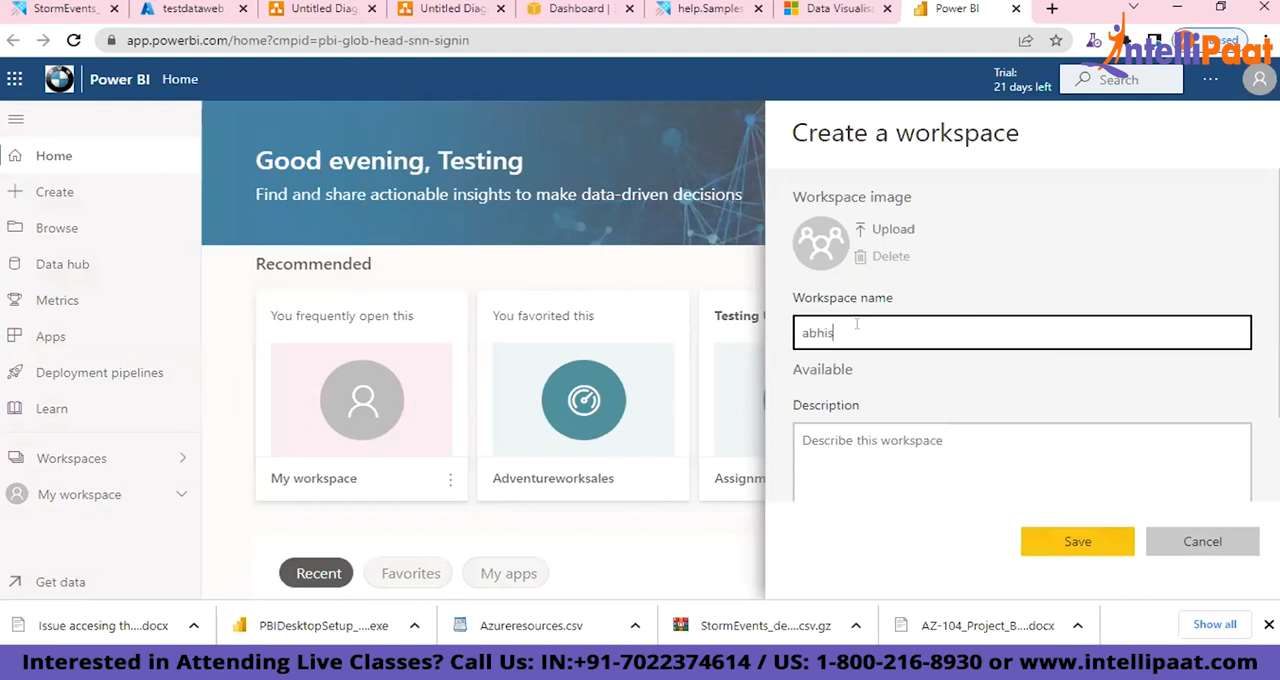 StormEvents_
testdataweb
Untitled Diag
Untitled Diag
Dashboard |
help.Samples
Data Visualisa
Power BI
app.powerbi.com/home?cmpid=pbi-glob-head-snn-signin
IntelliPaat
Power BI
Home
Trial:
21 days left
Search
Home
Create
Browse
Data hub
Metrics
Apps
Deployment pipelines
Learn
Workspaces
My workspace
Get data
Good evening, Testing
Find and share actionable insights to make data-driven decisions
Recommended
You frequently open this
My workspace
You favorited this
Adventureworksales
Testing
Assignm
Recent
Favorites
My apps
Create a workspace
Workspace image
Upload
Delete
Workspace name
abhis
Available
Description
Describe this workspace
Save
Cancel
Issue accesing th....docx
PBIDesktopSetup_....exe
Azureresources.csv
StormEvents_de....csv.gz
AZ-104_Project_B....docx
Show all
Interested in Attending Live Classes? Call Us: IN:+91-7022374614 / US: 1-800-216-8930 or www.intellipaat.com